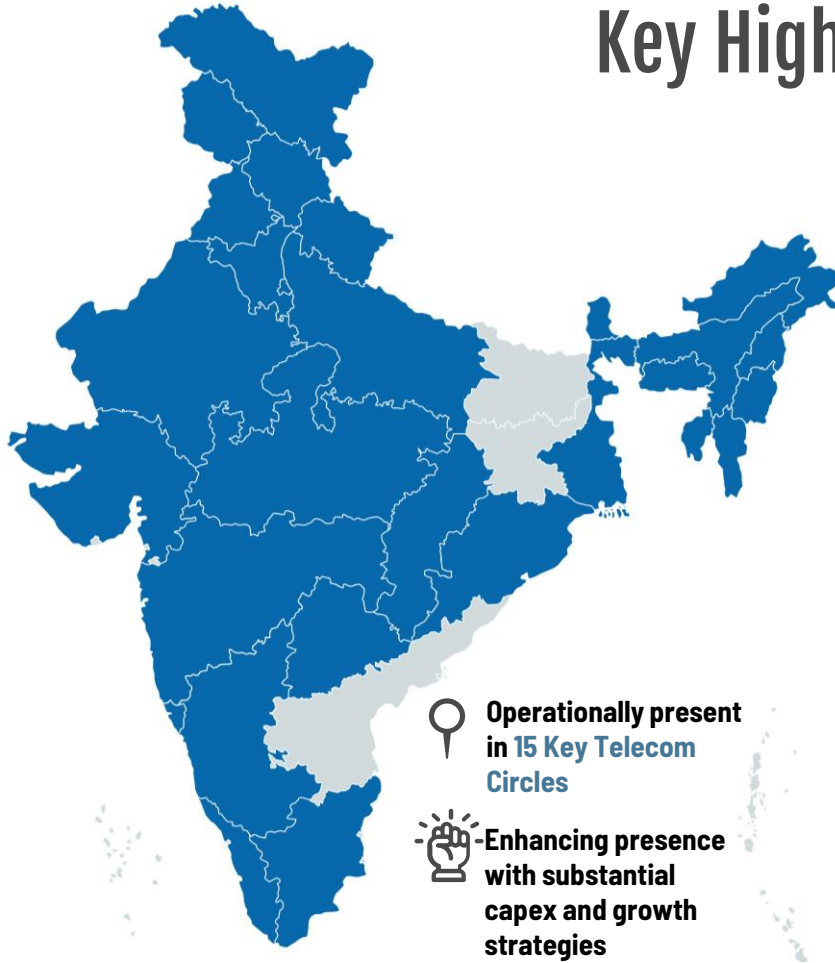 Key High
Operationally present
in 15 Key Telecom
Circles
Enhancing presence
with substantial
capex and growth
strategies